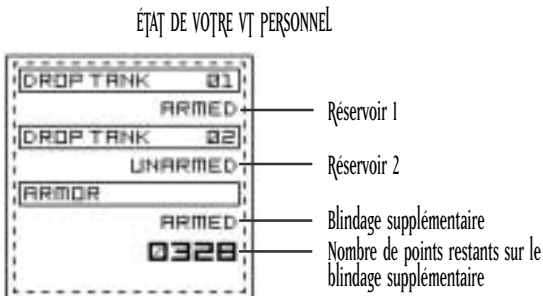 ÉTAT DE VOTRE VT PERSONNEL
DROP TANK 01
ARMED
Réservoir 1
DROP TANK 02
UNARMED
Réservoir 2
ARMOR
ARMED
Blindage supplémentaire
0328
Nombre de points restants sur le
blindage supplémentaire